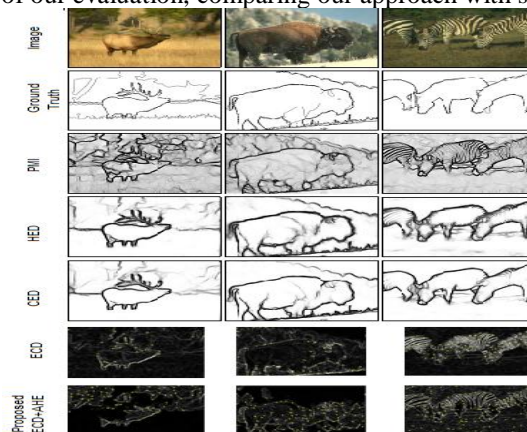 of our evaluation, comparing our approach with s
Image
Ground
Truth
PMI
HED
CED
ECD
Proposed
ECD+AHE